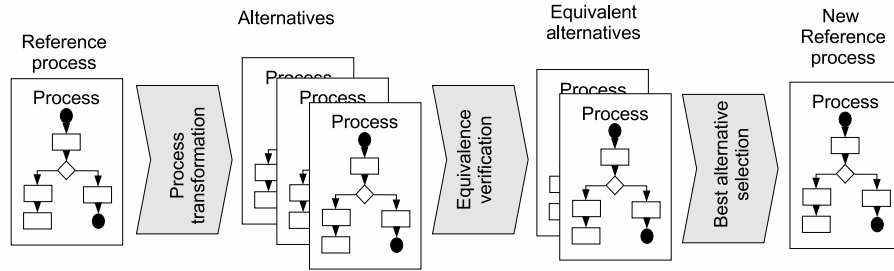 Reference
process
Process
Process
transformation
Alternatives
Process
Process
Process
Equivalence
verification
Equivalent
alternatives
Process
Best alternative
selection
New
Reference
process
Process